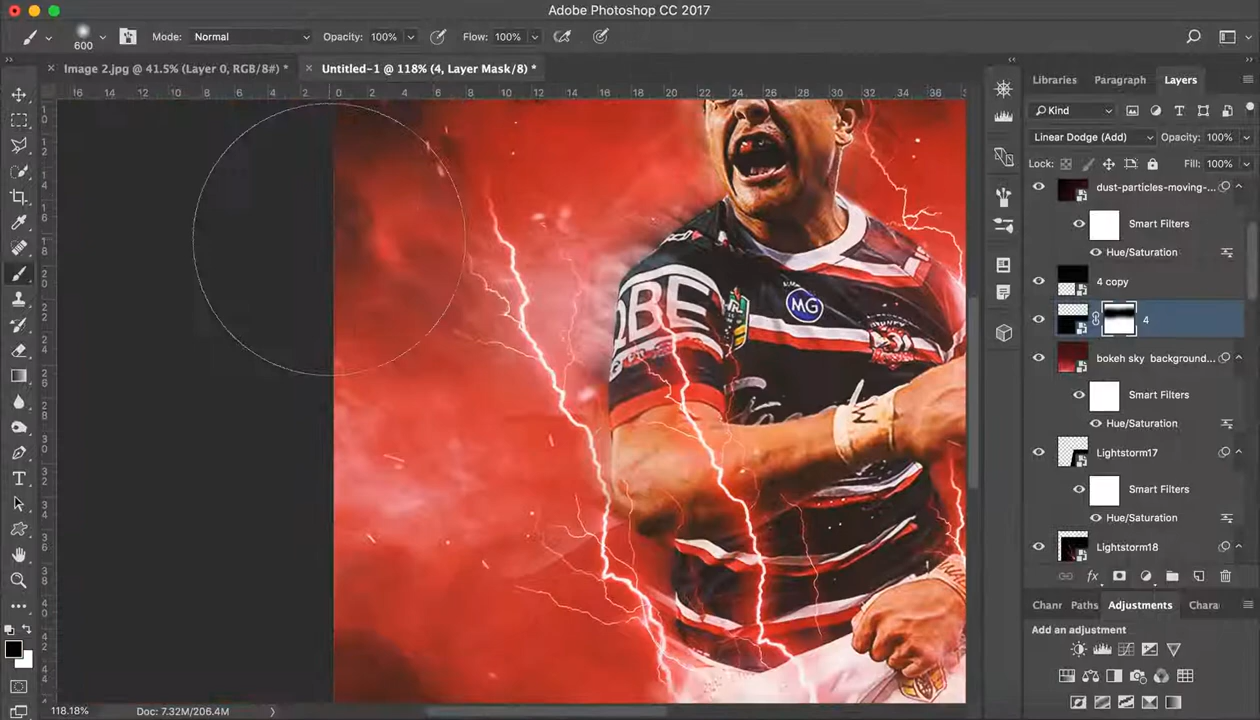 Adobe Photoshop CC 2017
600 Mode: Normal Opacity: 100% Flow: 100%
Image 2.jpg @ 41.5% (Layer 0, RGB/8#) * Untitled-1 @ 118% (4, Layer Mask/8) *
16 14 12 10 8 6 4 2 0 2 4 6 8 10 12 14 16 18 20 22 24 26 28 30 32 34 36
Libraries Paragraph Layers
Kind
Linear Dodge (Add) Opacity: 100%
Lock: Fill: 100%
dust-particles-moving-...
Smart Filters
Hue/Saturation
4 copy
4
bokeh sky background...
Smart Filters
Hue/Saturation
Lightstorm17
Smart Filters
Hue/Saturation
Lightstorm18
OBE
MG
Chanr Paths Adjustments Chara
Add an adjustment
118.18% Doc: 7.32M/206.4M